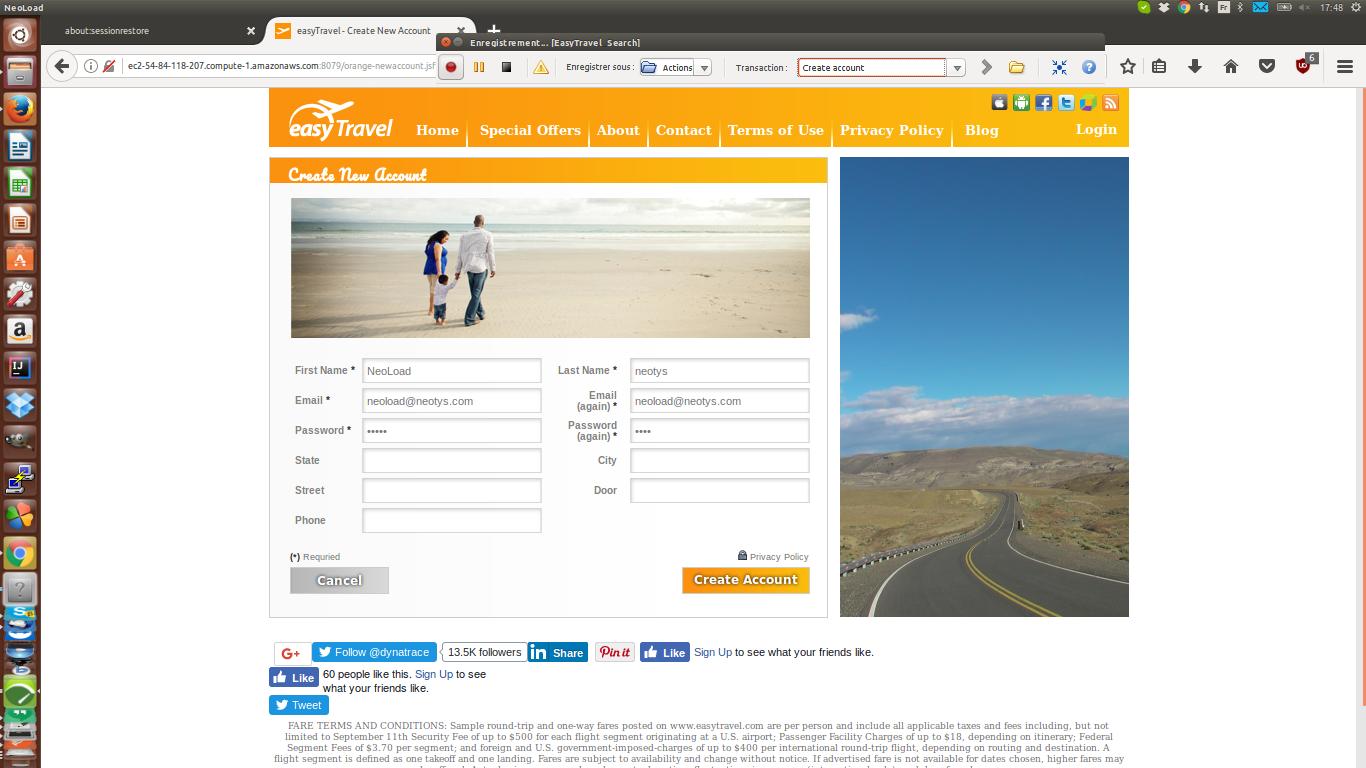 NeoLoad
Fr
17:48
about:sessionrestore
easyTravel - Create New Account
Enregistrement... [EasyTravel Search]
ec2-54-84-118-207.compute-1.amazonaws.com:8079/orange-newaccount.jsf
Enregistrer sous :
Actions
Transaction :
Create account
6
easyTravel
Home
Special Offers
About
Contact
Terms of Use
Privacy Policy
Blog
Login
Create New Account
First Name *
NeoLoad
Last Name *
neotys
Email *
neoload@neotys.com
Email
(again) *
neoload@neotys.com
Password *
•••••
Password
(again) *
••••
State
City
Street
Door
Phone
(*) Requried
Privacy Policy
Cancel
Create Account
G+
Follow @dynatrace
13.5K followers
in Share
Pin it
Like
Sign Up to see what your friends like.
Like
60 people like this. Sign Up to see
what your friends like.
Tweet
FARE TERMS AND CONDITIONS: Sample round-trip and one-way fares posted on www.easytravel.com are per person and include all applicable taxes and fees including, but not
limited to September 11th Security Fee of up to $500 for each flight segment originating at a U.S. airport; Passenger Facility Charges of up to $18, depending on itinerary; Federal
Segment Fees of $3.70 per segment; and foreign and U.S. government-imposed-charges of up to $400 per international round-trip flight, depending on routing and destination. A
flight segment is defined as one takeoff and one landing. Fares are subject to availability and change without notice. If advertised fare is not available for dates chosen, higher fares may